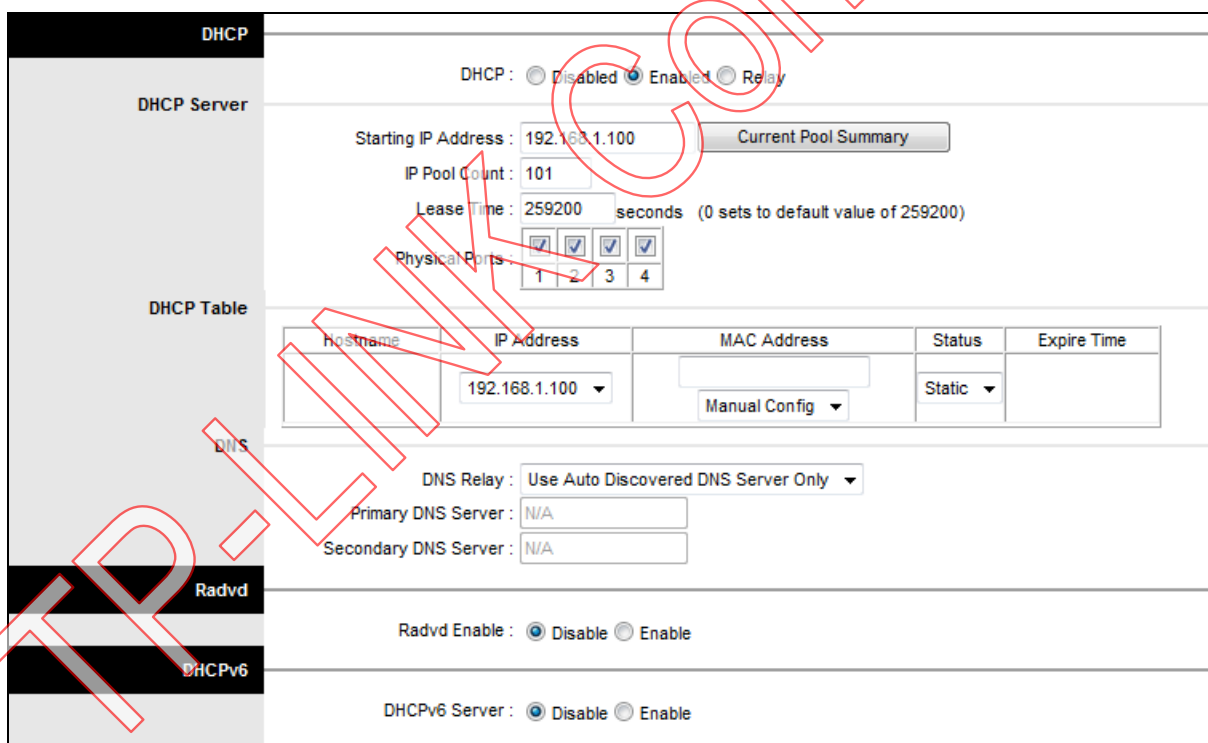 DHCP
DHCP : Disabled Enabled Relay
DHCP Server
Starting IP Address : 192.168.1.100 Current Pool Summary
IP Pool Count : 101
Lease Time : 259200 seconds (0 sets to default value of 259200)
Physical Ports :
1 2 3 4
DHCP Table
Hostname IP Address MAC Address Status Expire Time
192.168.1.100 Manual Config Static
DNS
DNS Relay : Use Auto Discovered DNS Server Only
Primary DNS Server : N/A
Secondary DNS Server : N/A
Radvd
Radvd Enable : Disable Enable
DHCPv6
DHCPv6 Server : Disable Enable
TP-LINK